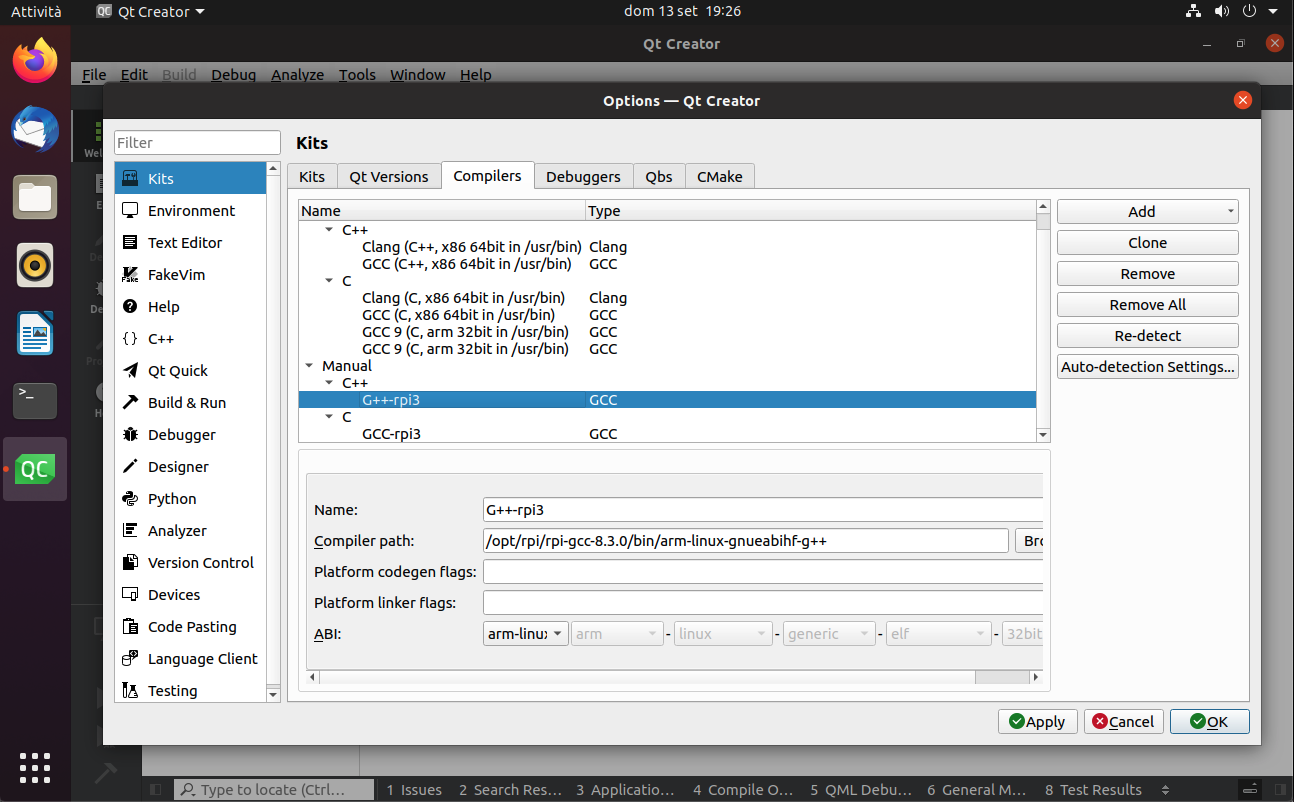 Attività
QC Qt Creator
dom 13 set 19:26
Qt Creator
File Edit Build Debug Analyze Tools Window Help
Options — Qt Creator
Filter
Kits
Environment
Text Editor
FakeVim
Help
C++
Qt Quick
Build & Run
Debugger
Designer
Python
Analyzer
Version Control
Devices
Code Pasting
Language Client
Testing
Kits
Kits Qt Versions Compilers Debuggers Qbs CMake
Name Type
C++
Clang (C++, x86 64bit in /usr/bin) Clang
GCC (C++, x86 64bit in /usr/bin) GCC
C
Clang (C, x86 64bit in /usr/bin) Clang
GCC (C, x86 64bit in /usr/bin) GCC
GCC 9 (C, arm 32bit in /usr/bin) GCC
GCC 9 (C, arm 32bit in /usr/bin) GCC
Manual
C++
G++-rpi3 GCC
C
GCC-rpi3 GCC
Add
Clone
Remove
Remove All
Re-detect
Auto-detection Settings...
Name: G++-rpi3
Compiler path: /opt/rpi/rpi-gcc-8.3.0/bin/arm-linux-gnueabihf-g++ Bro
Platform codegen flags:
Platform linker flags:
ABI: arm-linux arm - linux - generic - elf - 32bit
Apply Cancel OK
QC
Wel
Type to locate (Ctrl... 1 Issues 2 Search Res... 3 Applicatio... 4 Compile O... 5 QML Debu... 6 General M... 8 Test Results